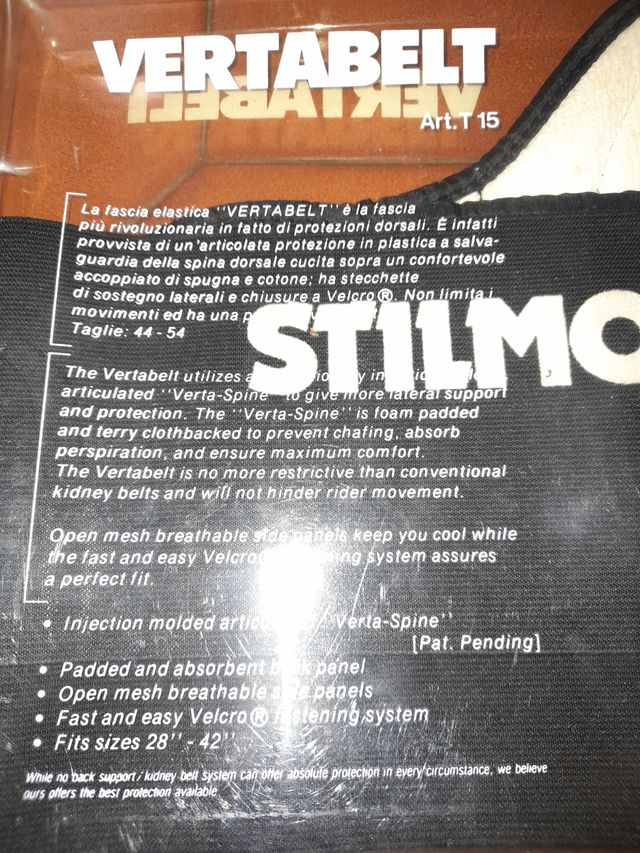 VERTABELT
Art. T 15
La fascia elastica "VERTABELT" è la fascia
più rivoluzionaria in fatto di protezioni dorsali. È infatti
provvista di un'articolata protezione in plastica a salva-
guardia della spina dorsale cucita sopra un confortevole
accoppiato di spugna e cotone; ha stecchette
di sostegno laterali e chiusure a Velcro®. Non limita i
movimenti ed ha una
Taglie: 44 - 54
STILMO
The Vertabelt utilizes
articulated "Verta-Spine" to give more lateral support
and protection. The "Verta-Spine" is foam padded
and terry clothbacked to prevent chafing, absorb
perspiration, and ensure maximum comfort.
The Vertabelt is no more restrictive than conventional
kidney belts and will not hinder rider movement.
Open mesh breathable side panels keep you cool while
the fast and easy Velcro® fastening system assures
a perfect fit.
• Injection molded "Verta-Spine"
[Pat. Pending]
• Padded and absorbent back panel
• Open mesh breathable side panels
• Fast and easy Velcro® fastening system
• Fits sizes 28" - 42"
While no back support / kidney belt system can offer absolute protection in every circumstance, we believe
ours offers the best protection available